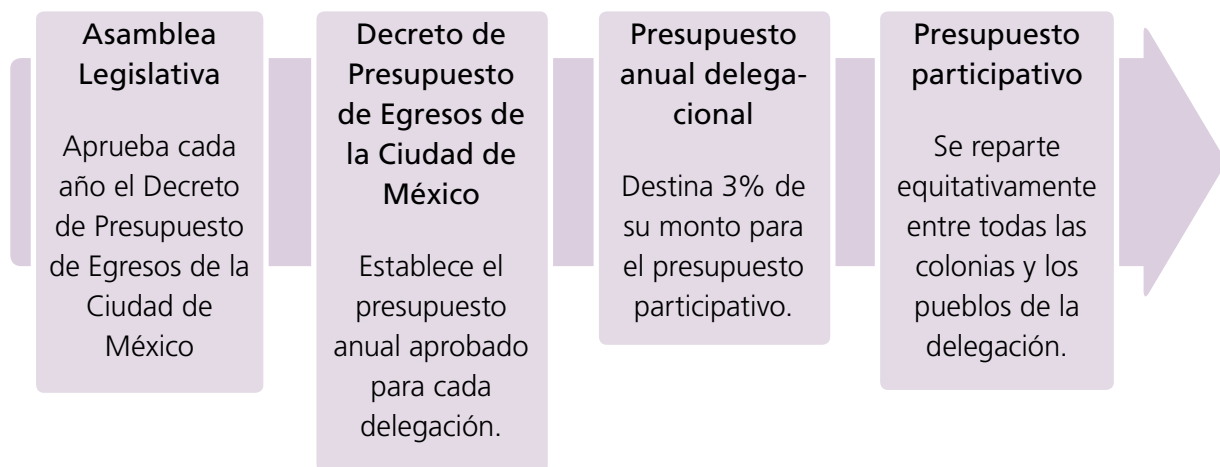 Asamblea
Legislativa
Aprueba cada
año el Decreto
de Presupuesto
de Egresos de la
Ciudad de
México
Decreto de
Presupuesto
de Egresos de
la Ciudad de
México
Establece el
presupuesto
anual aprobado
para cada
delegación.
Presupuesto
anual delega-
cional
Destina 3% de
su monto para
el presupuesto
participativo.
Presupuesto
participativo
Se reparte
equitativamente
entre todas las
colonias y los
pueblos de la
delegación.